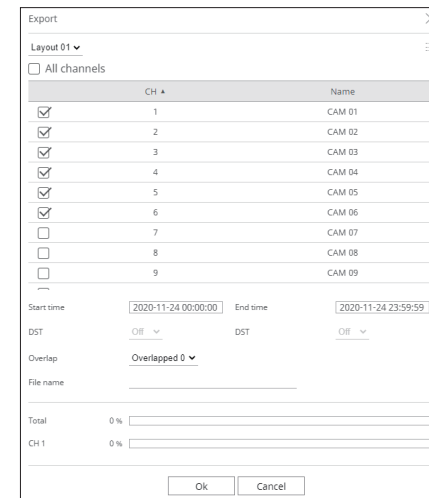 Export
Layout 01
All channels
CH Name
1 CAM 01
2 CAM 02
3 CAM 03
4 CAM 04
5 CAM 05
6 CAM 06
7 CAM 07
8 CAM 08
9 CAM 09
Start time 2020-11-24 00:00:00 End time 2020-11-24 23:59:59
DST Off DST Off
Overlap Overlapped 0
File name
Total 0 %
CH 1 0 %
Ok Cancel